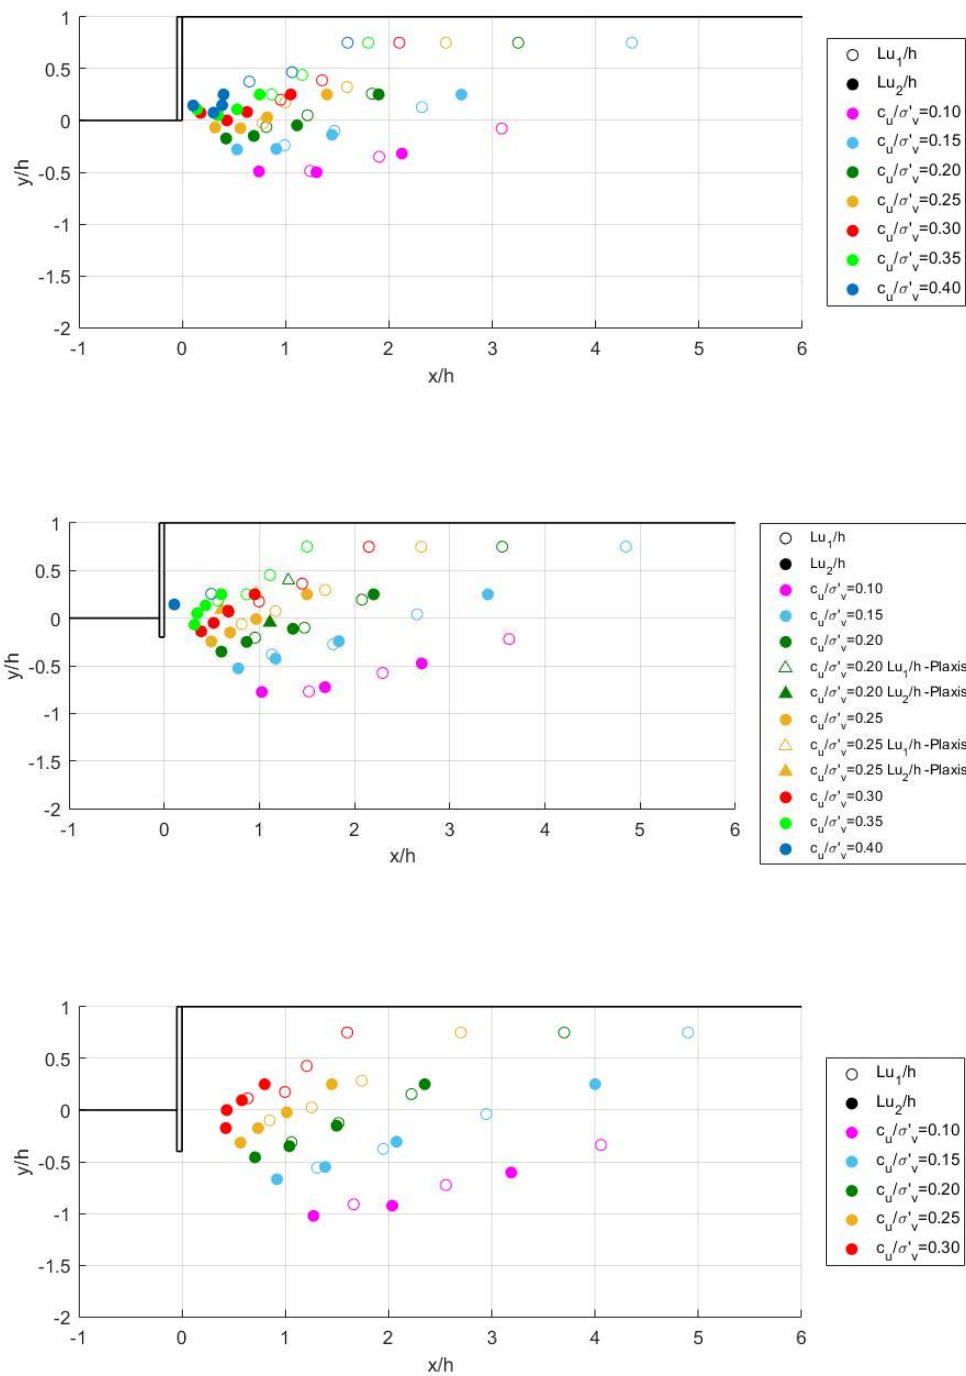 1
0.5
0
-0.5
-1
-1.5
-2
y/h
-1 0 1 2 3 4 5 6
x/h
Lu1/h
Lu2/h
cu/σ'v=0.10
cu/σ'v=0.15
cu/σ'v=0.20
cu/σ'v=0.25
cu/σ'v=0.30
cu/σ'v=0.35
cu/σ'v=0.40
1
0.5
0
-0.5
-1
-1.5
-2
y/h
-1 0 1 2 3 4 5 6
x/h
Lu1/h
Lu2/h
cu/σ'v=0.10
cu/σ'v=0.15
cu/σ'v=0.20
cu/σ'v=0.20 Lu1/h -Plaxis
cu/σ'v=0.20 Lu2/h -Plaxis
cu/σ'v=0.25
cu/σ'v=0.25 Lu1/h -Plaxis
cu/σ'v=0.25 Lu2/h -Plaxis
cu/σ'v=0.30
cu/σ'v=0.35
cu/σ'v=0.40
1
0.5
0
-0.5
-1
-1.5
-2
y/h
-1 0 1 2 3 4 5 6
x/h
Lu1/h
Lu2/h
cu/σ'v=0.10
cu/σ'v=0.15
cu/σ'v=0.20
cu/σ'v=0.25
cu/σ'v=0.30